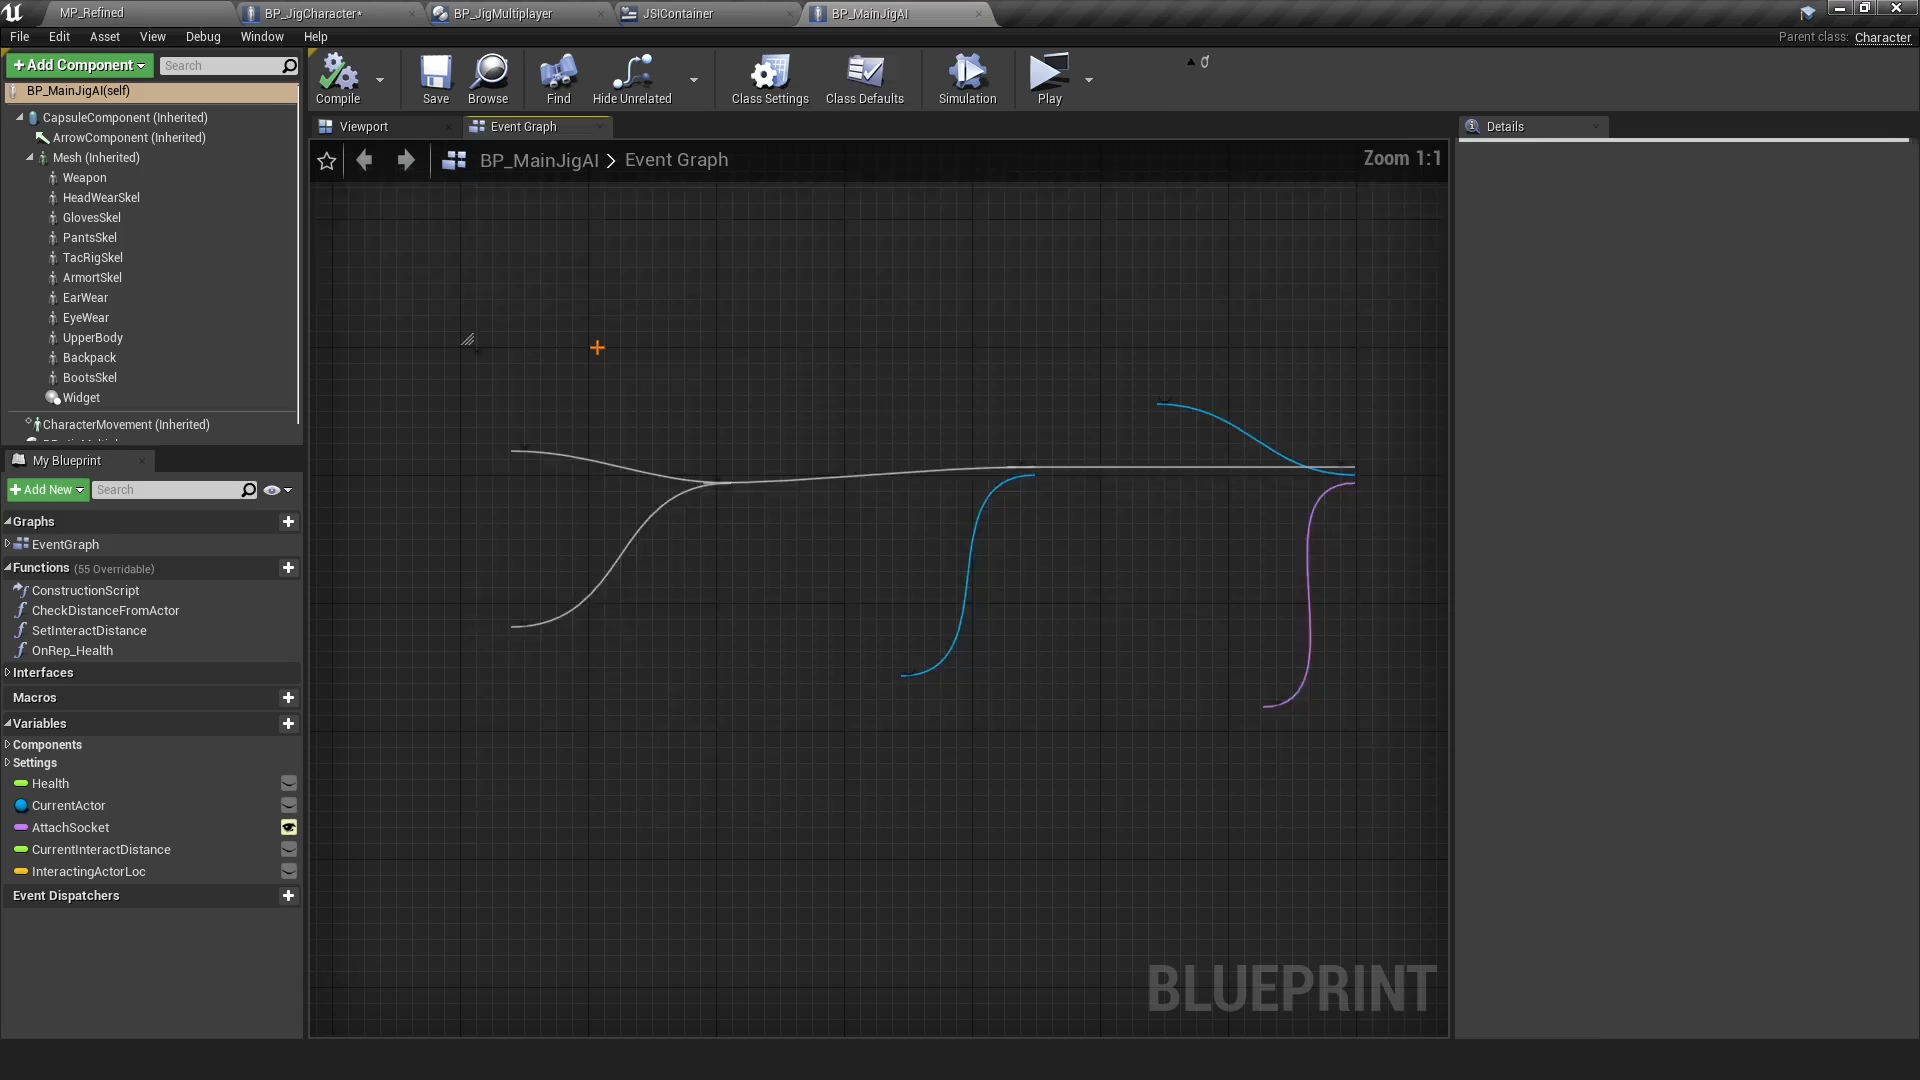 MP_Refined
BP_JigCharacter*
BP_JigMultiplayer
JSIContainer
BP_MainJigAI
File Edit Asset View Debug Window Help
Parent class: Character
Add Component
Search
Compile
Save
Browse
Find
Hide Unrelated
Class Settings
Class Defaults
Simulation
Play
BP_MainJigAI(self)
CapsuleComponent (Inherited)
ArrowComponent (Inherited)
Mesh (Inherited)
Weapon
HeadWearSkel
GlovesSkel
PantsSkel
TacRigSkel
ArmortSkel
EarWear
EyeWear
UpperBody
Backpack
BootsSkel
Widget
CharacterMovement (Inherited)
Viewport
Event Graph
BP_MainJigAI > Event Graph
Zoom 1:1
Details
My Blueprint
Add New
Search
Graphs
EventGraph
Functions (55 Overridable)
ConstructionScript
CheckDistanceFromActor
SetInteractDistance
OnRep_Health
Interfaces
Macros
Variables
Components
Settings
Health
CurrentActor
AttachSocket
CurrentInteractDistance
InteractingActorLoc
Event Dispatchers
BLUEPRINT